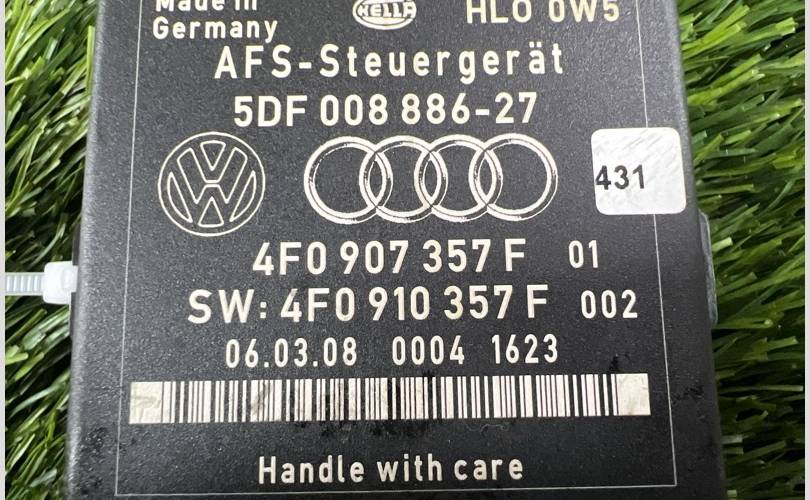 Made in
Germany
HELLA
HLO 0W5
AFS-Steuergerät
5DF 008 886-27
431
4F0 907 357 F 01
SW: 4F0 910 357 F 002
06.03.08 0004 1623
Handle with care